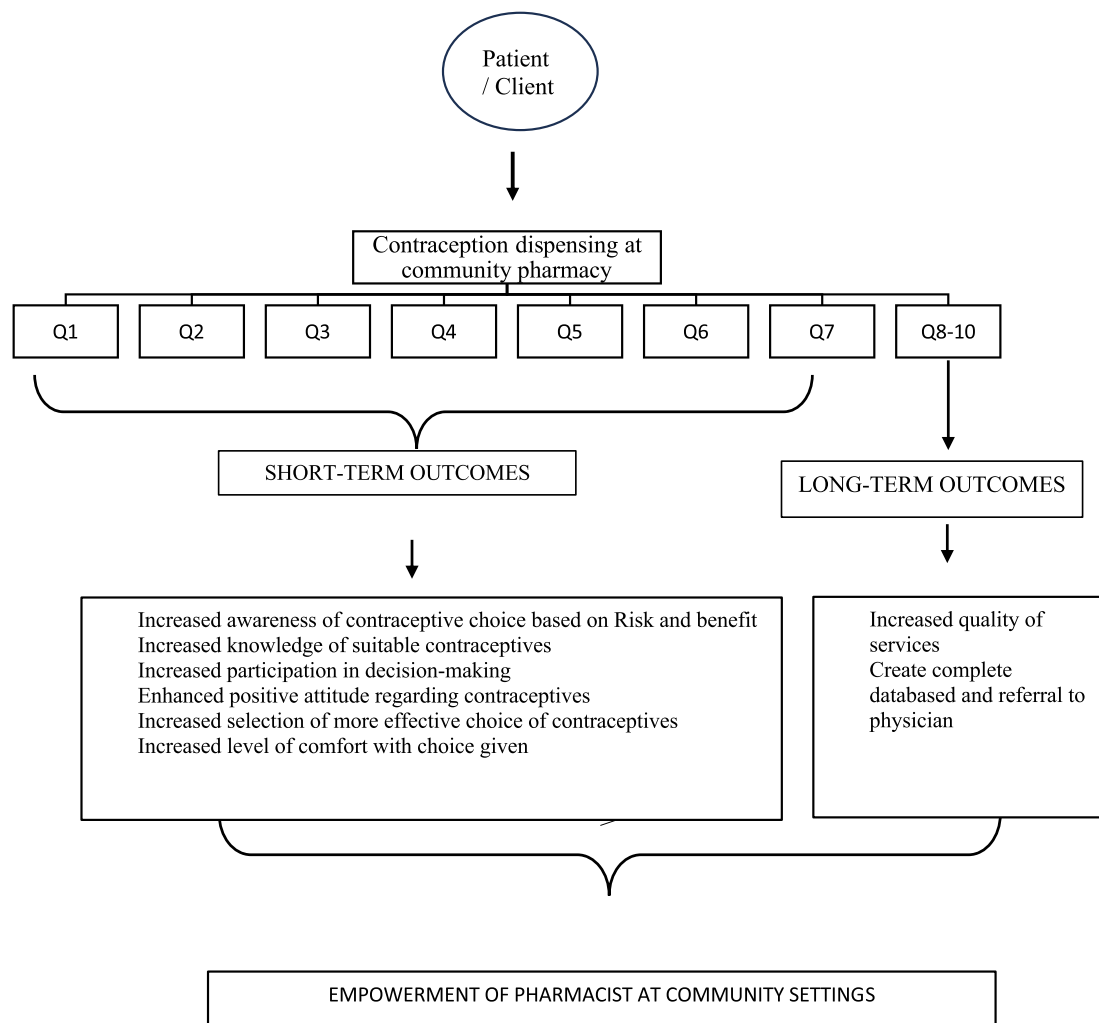 Patient
/ Client
Contraception dispensing at
community pharmacy
Q1
Q2
Q3
Q4
Q5
Q6
Q7
Q8-10
SHORT-TERM OUTCOMES
LONG-TERM OUTCOMES
Increased awareness of contraceptive choice based on Risk and benefit
Increased knowledge of suitable contraceptives
Increased participation in decision-making
Enhanced positive attitude regarding contraceptives
Increased selection of more effective choice of contraceptives
Increased level of comfort with choice given
Increased quality of
services
Create complete
databased and referral to
physician
EMPOWERMENT OF PHARMACIST AT COMMUNITY SETTINGS